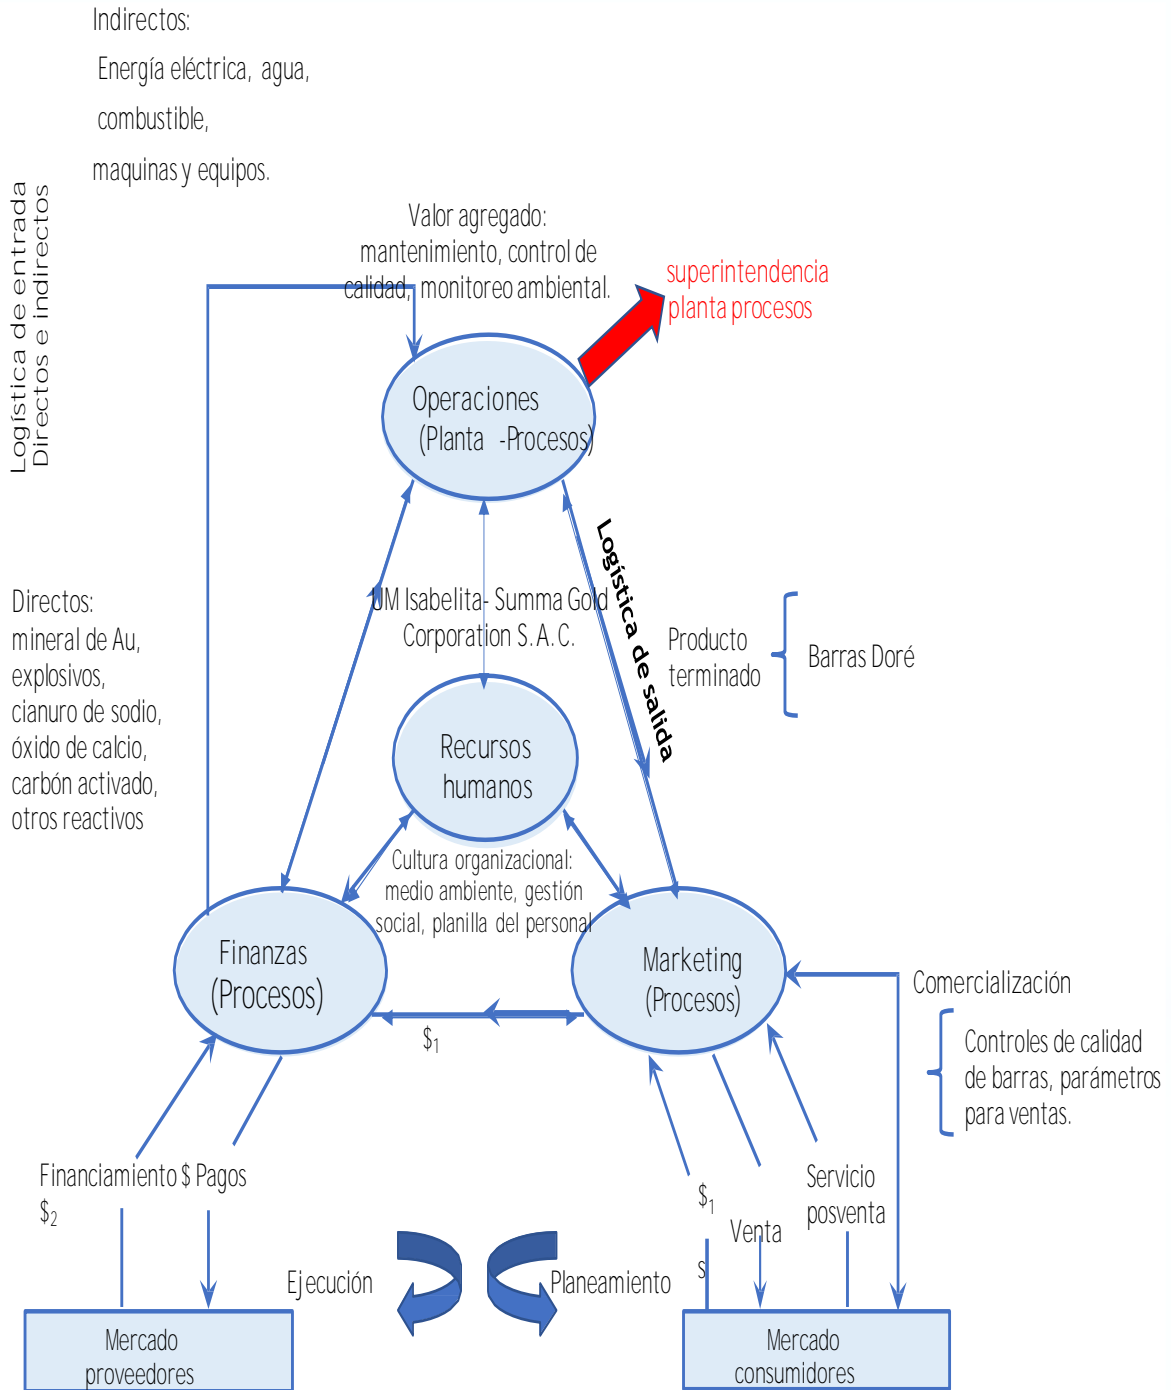 Indirectos:
Energía eléctrica, agua,
combustible,
maquinas y equipos.
Logística de entrada
Directos e indirectos
Valor agregado:
mantenimiento, control de
calidad, monitoreo ambiental.
superintendencia
planta procesos
Operaciones
(Planta -Procesos)
Logística de salida
Directos:
mineral de Au,
explosivos,
cianuro de sodio,
óxido de calcio,
carbón activado,
otros reactivos
UM Isabelita- Summa Gold
Corporation S.A.C.
Producto
terminado
Barras Doré
Recursos
humanos
Cultura organizacional:
medio ambiente, gestión
social, planilla del personal
Finanzas
(Procesos)
Marketing
(Procesos)
$₁
Comercialización
Controles de calidad
de barras, parámetros
para ventas.
Financiamiento $ Pagos
$₂
$₁
Venta
s
Servicio
posventa
Ejecución
Planeamiento
Mercado
proveedores
Mercado
consumidores